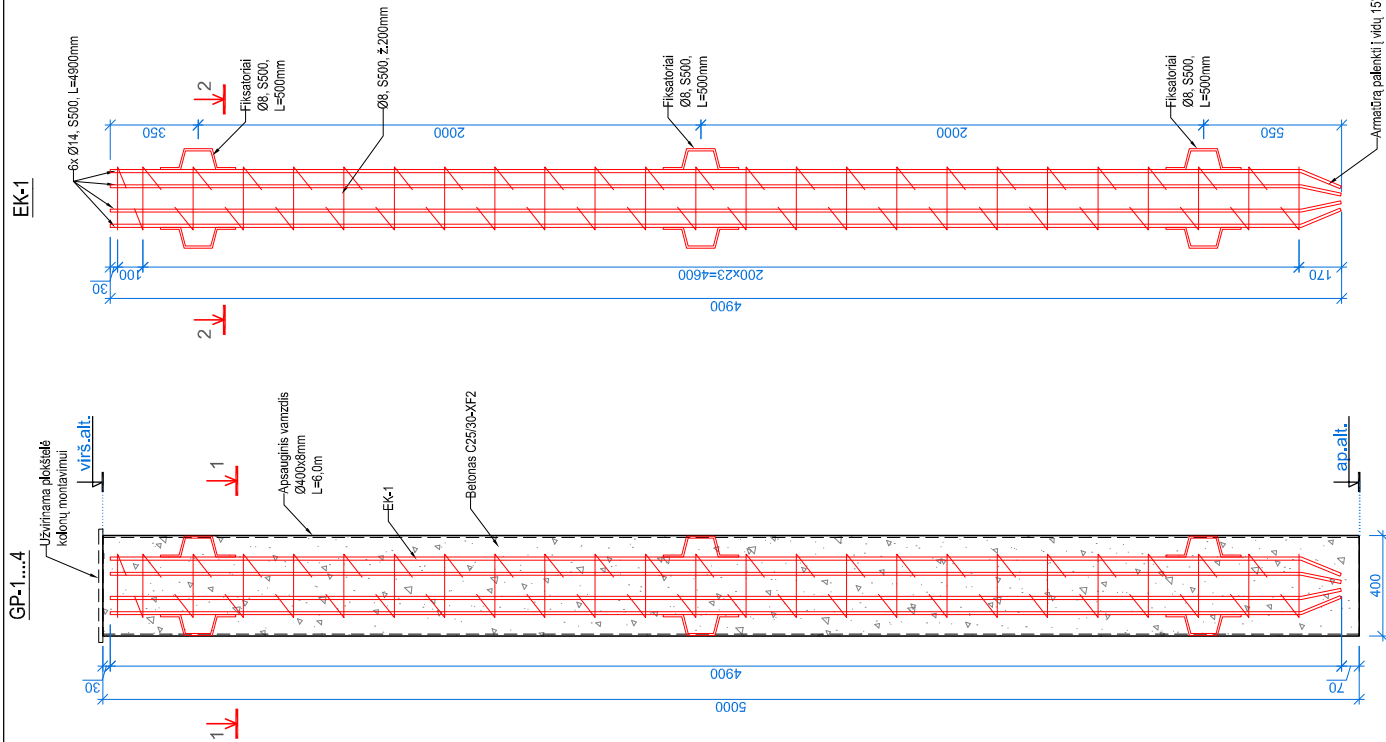 EK-1
6x Ø14, S500, L=4900mm
Fiksatoriai
Ø8, S500,
L=500mm
2
Ø8, S500, ž.200mm
Fiksatoriai
Ø8, S500,
L=500mm
Fiksatoriai
Ø8, S500,
L=500mm
350
2000
2000
550
30
100
200x23=4600
170
4900
2
Armatūrą palenkti į vidų 15°
GP-1....4
Užvirinama plokštelė
kolonų montavimui
virš.alt.
1
Apsauginis vamzdis
Ø400x8mm
L=6,0m
EK-1
Betonas C25/30-XF2
ap.alt.
400
30
4900
70
5000
1